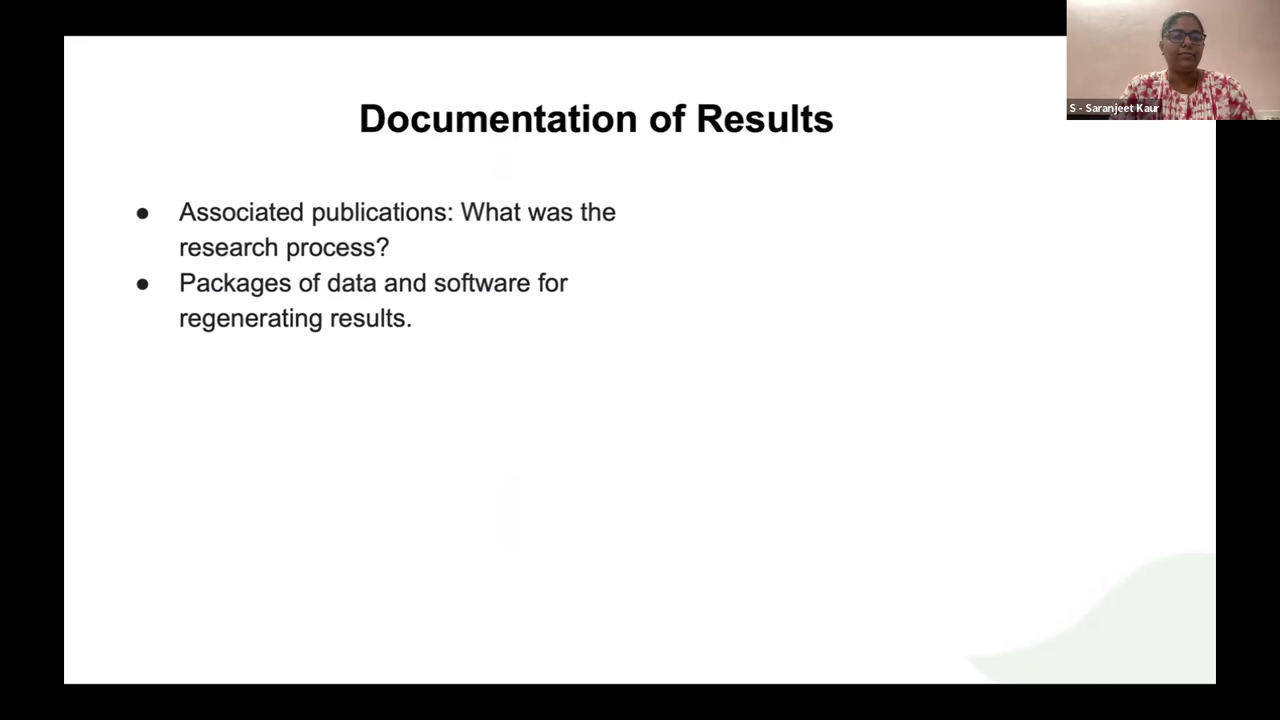 Documentation of Results
● Associated publications: What was the
research process?
● Packages of data and software for
regenerating results.
S - Saranjeet Kaur